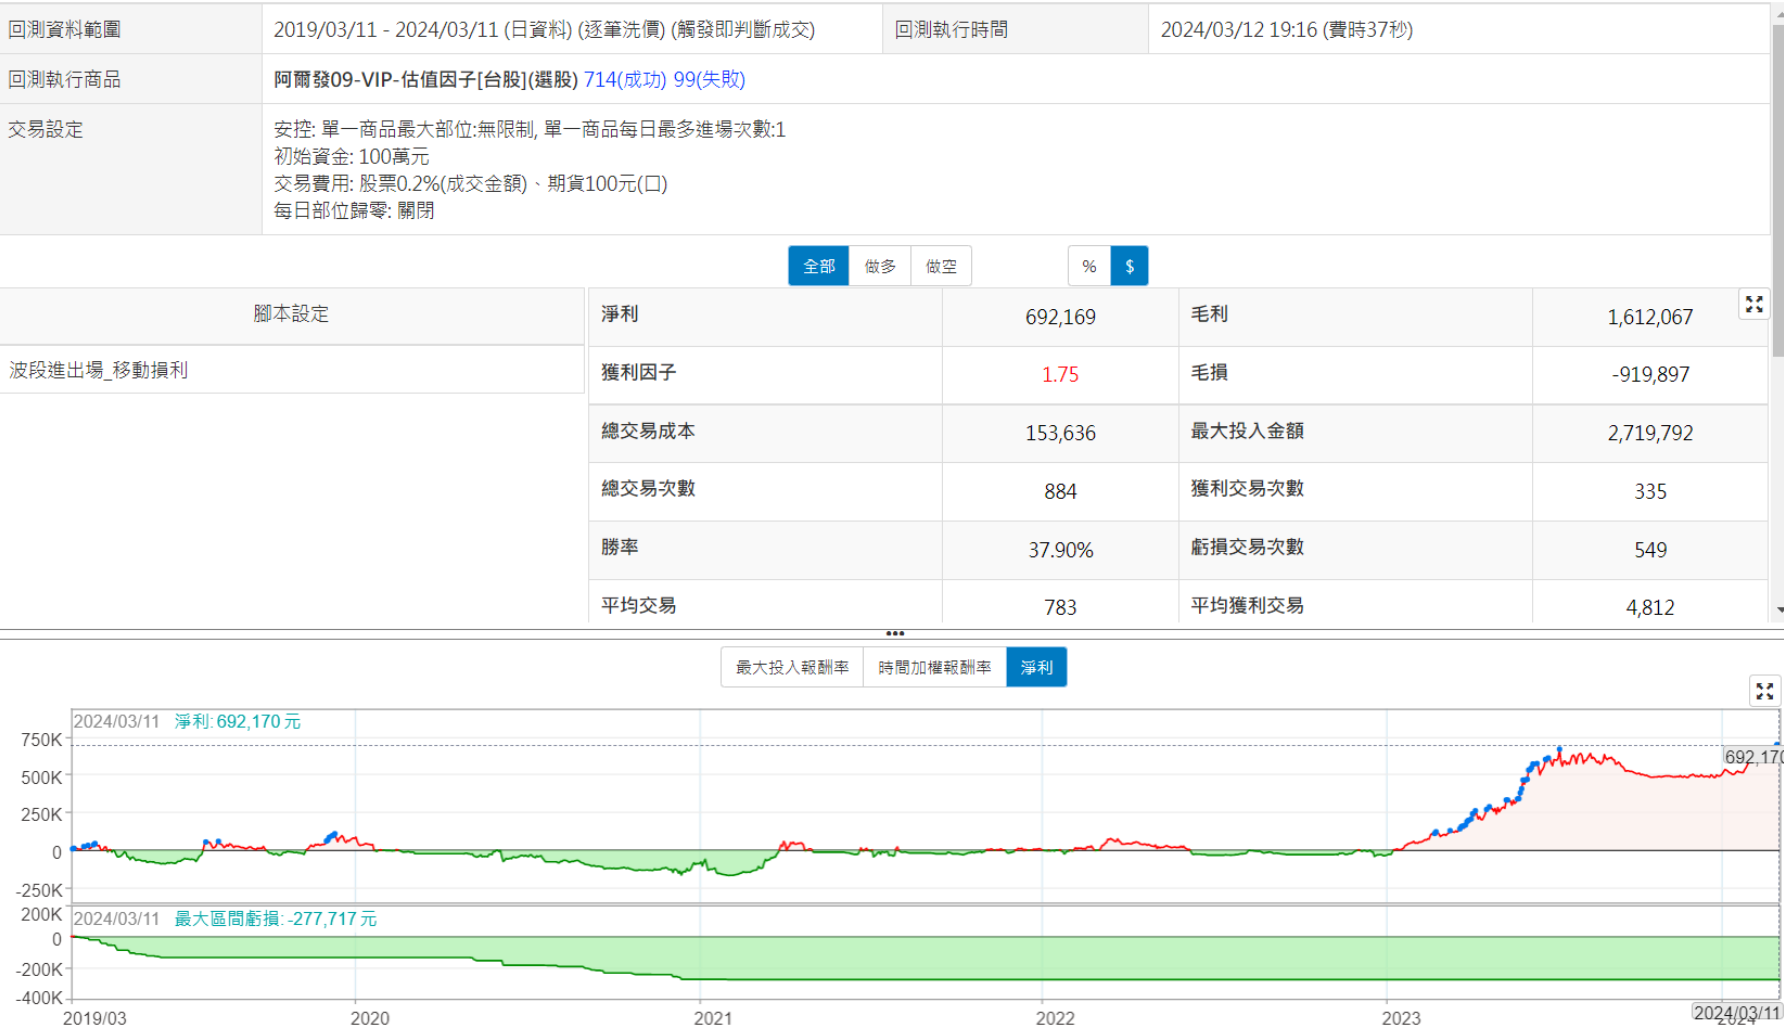 回測資料範圍 2019/03/11 - 2024/03/11 (日資料) (逐筆洗價) (觸發即判斷成交) 回測執行時間 2024/03/12 19:16 (費時37秒)
回測執行商品 阿爾發09-VIP-估值因子[台股](選股) 714(成功) 99(失敗)
交易設定 安控: 單一商品最大部位:無限制, 單一商品每日最多進場次數:1
初始資金: 100萬元
交易費用: 股票0.2%(成交金額)、期貨100元(口)
每日部位歸零: 關閉
全部 做多 做空 % $
腳本設定
波段進出場_移動損利
淨利 692,169 毛利 1,612,067
獲利因子 1.75 毛損 -919,897
總交易成本 153,636 最大投入金額 2,719,792
總交易次數 884 獲利交易次數 335
勝率 37.90% 虧損交易次數 549
平均交易 783 平均獲利交易 4,812
最大投入報酬率 時間加權報酬率 淨利
2024/03/11 淨利: 692,170 元
750K
692,170
500K
250K
0
-250K
200K
2024/03/11 最大區間虧損: -277,717 元
0
-200K
-400K
2019/03 2020 2021 2022 2023 2024/03/11